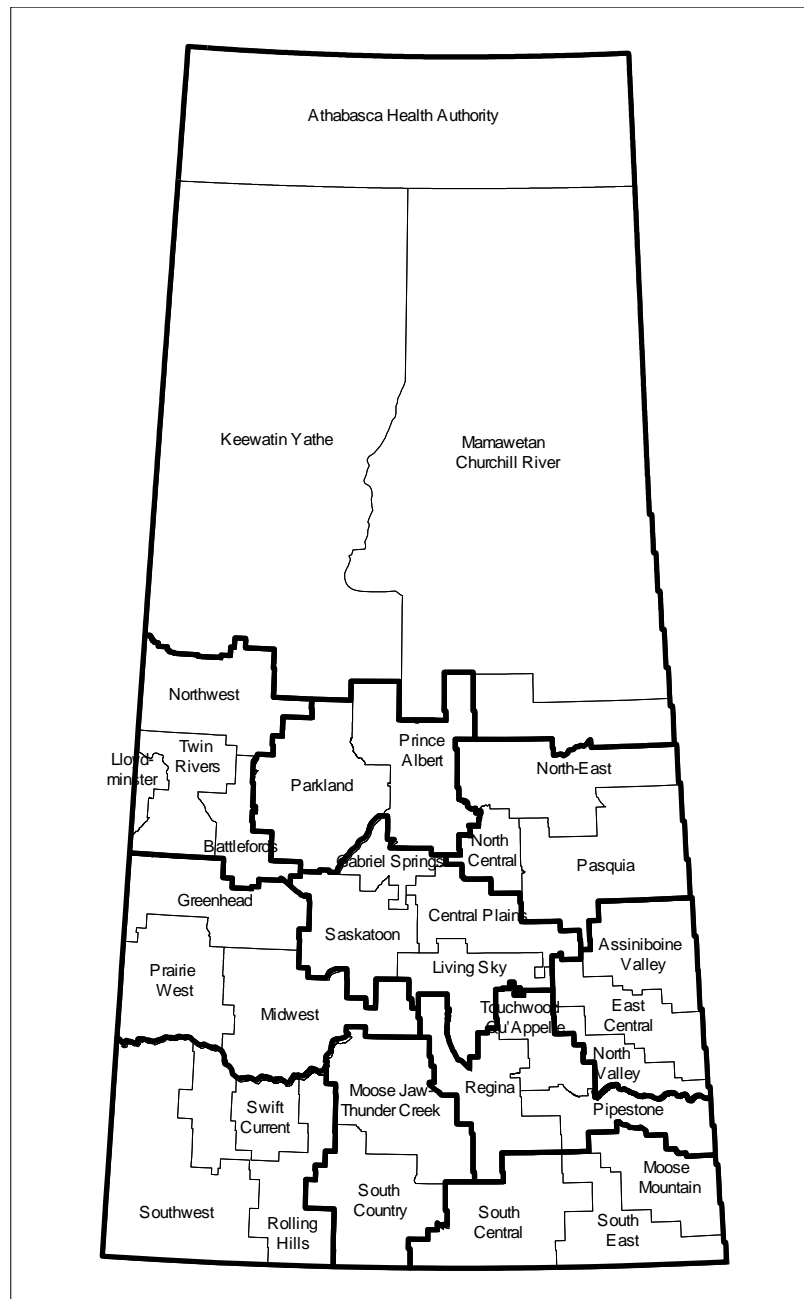 Athabasca Health Authority
Keewatin Yathe
Mamawetan
Churchill River
Northwest
Twin
Rivers
Lloyd-
minster
Prince
Albert
North-East
Parkland
Battlefords
North
Central
Gabriel Springs
Pasquia
Greenhead
Central Plains
Saskatoon
Assiniboine
Valley
Living Sky
Prairie
West
Midwest
Touchwood
Qu'Appelle
East
Central
North
Valley
Regina
Moose Jaw-
Thunder Creek
Swift
Current
Pipestone
Moose
Mountain
South
Country
Southwest
Rolling
Hills
South
Central
South
East